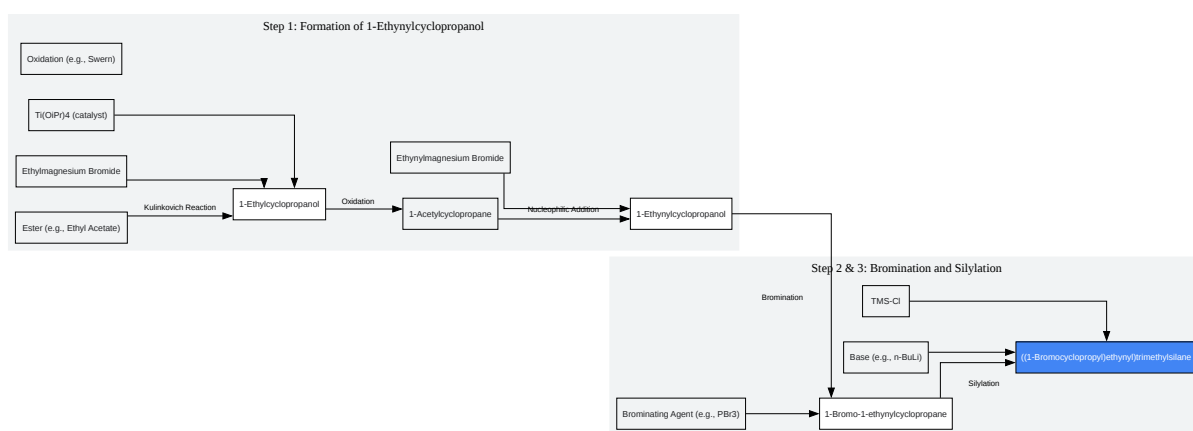 Step 1: Formation of 1-Ethynylcyclopropanol
Oxidation (e.g., Swern)
Ti(OiPr)4 (catalyst)
Ethynylmagnesium Bromide
Ethylmagnesium Bromide
Kulinkovich Reaction
1-Ethylcyclopropanol
Oxidation
1-Acetylcyclopropane
Nucleophilic Addition
1-Ethynylcyclopropanol
Ester (e.g., Ethyl Acetate)
Step 2 & 3: Bromination and Silylation
Bromination
TMS-Cl
Base (e.g., n-BuLi)
((1-Bromocyclopropyl)ethynyl)trimethylsilane
Silylation
Brominating Agent (e.g., PBr3)
1-Bromo-1-ethynylcyclopropane